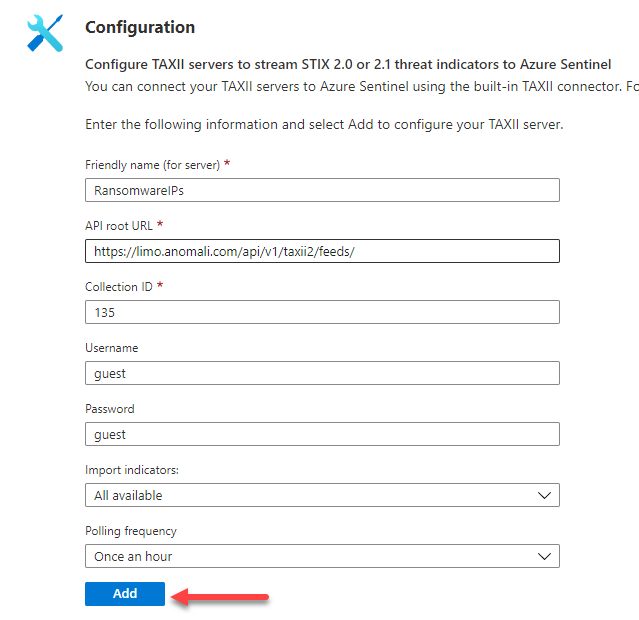 Configuration
Configure TAXII servers to stream STIX 2.0 or 2.1 threat indicators to Azure Sentinel
You can connect your TAXII servers to Azure Sentinel using the built-in TAXII connector. Fo
Enter the following information and select Add to configure your TAXII server.
Friendly name (for server) *
RansomwareIPs
API root URL *
https://limo.anomali.com/api/v1/taxii2/feeds/
Collection ID *
135
Username
guest
Password
guest
Import indicators:
All available
Polling frequency
Once an hour
Add